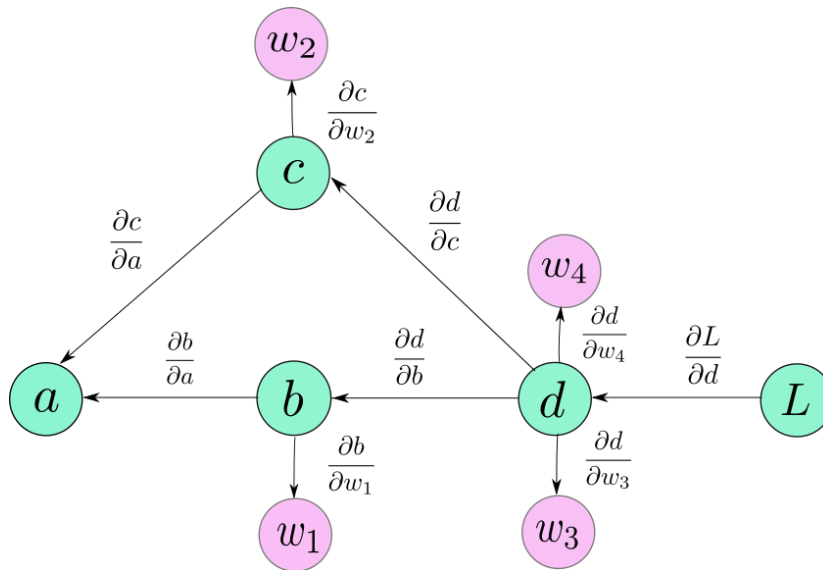 w₂
∂c/∂w₂
c
∂d/∂c
∂c/∂a
w₄
∂d/∂w₄
∂L/∂d
∂b/∂a
∂d/∂b
a
b
d
L
∂b/∂w₁
∂d/∂w₃
w₁
w₃